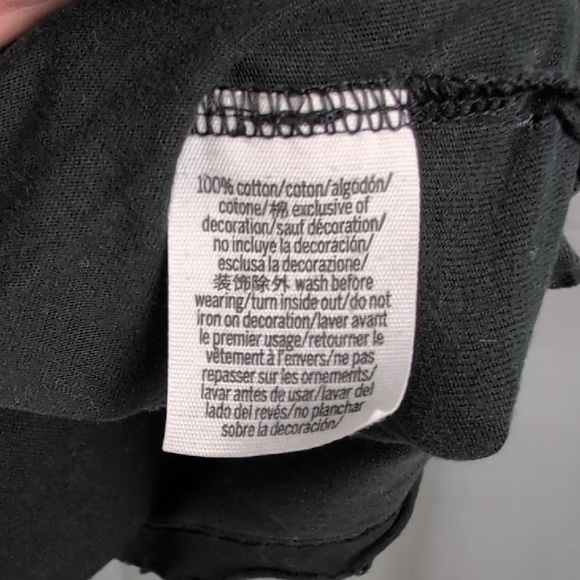 100% cotton/coton/algodón/
cotone/棉 exclusive of
decoration/sauf décoration/
no incluye la decoración/
esclusa la decorazione/
装饰除外 wash before
wearing/turn inside out/do not
iron on decoration/laver avant
le premier usage/retourner le
vêtement à l'envers/ne pas
repasser sur les ornements/
lavar antes de usar/lavar del
lado del revés/no planchar
sobre la decoración/